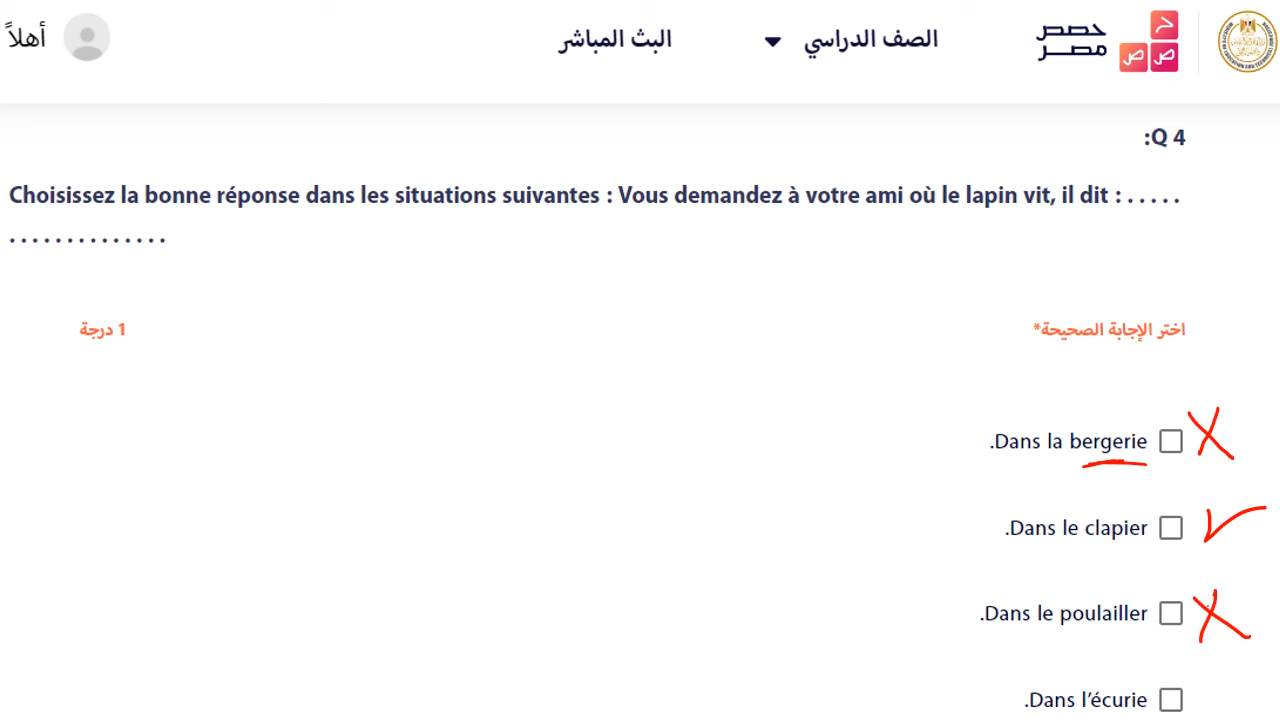 أهلاً
البث المباشر
الصف الدراسي
حصص
مصر
ح
ص ص
Q 4:
Choisissez la bonne réponse dans les situations suivantes : Vous demandez à votre ami où le lapin vit, il dit : . . . . .
. . . . . . . . . . . . . .
اختر الإجابة الصحيحة*
1 درجة
Dans la bergerie.
Dans le clapier.
Dans le poulailler.
Dans l’écurie.